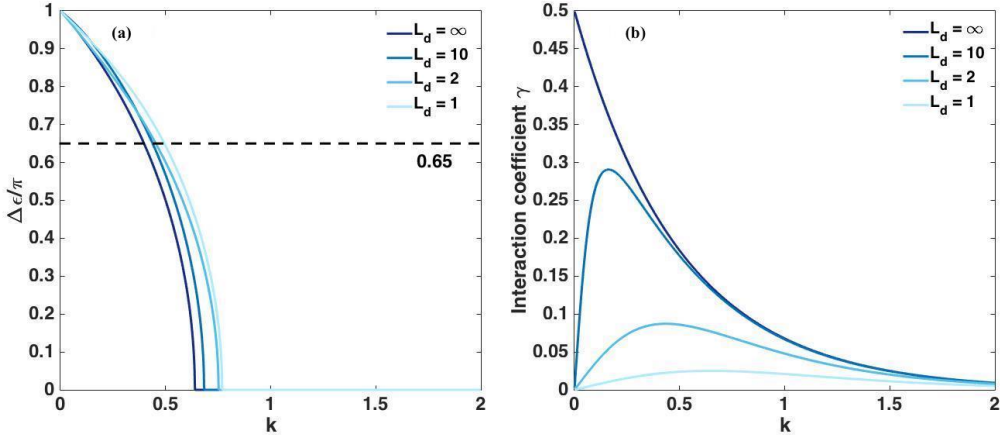 (a)
L_d = ∞
L_d = 10
L_d = 2
L_d = 1
0.65
Δϵ/π
1
0.9
0.8
0.7
0.6
0.5
0.4
0.3
0.2
0.1
0
0 0.5 1 1.5 2
k
(b)
L_d = ∞
L_d = 10
L_d = 2
L_d = 1
Interaction coefficient γ
0.5
0.45
0.4
0.35
0.3
0.25
0.2
0.15
0.1
0.05
0
0 0.5 1 1.5 2
k